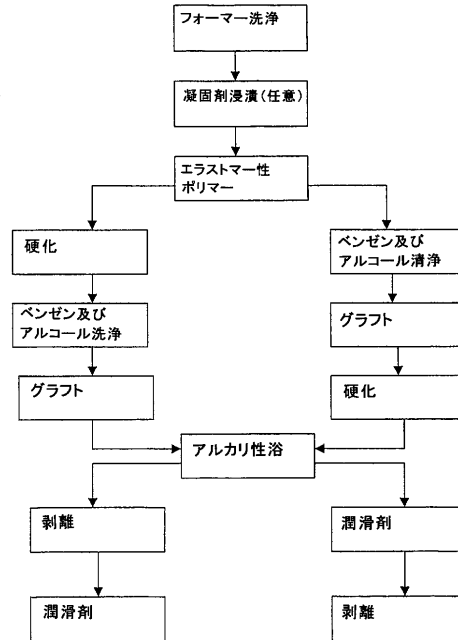 フォーマー洗浄
凝固剤浸漬(任意)
エラストマー性
ポリマー
硬化
ベンゼン及び
アルコール洗浄
グラフト
ベンゼン及び
アルコール清浄
グラフト
硬化
アルカリ性浴
剥離
潤滑剤
潤滑剤
剥離